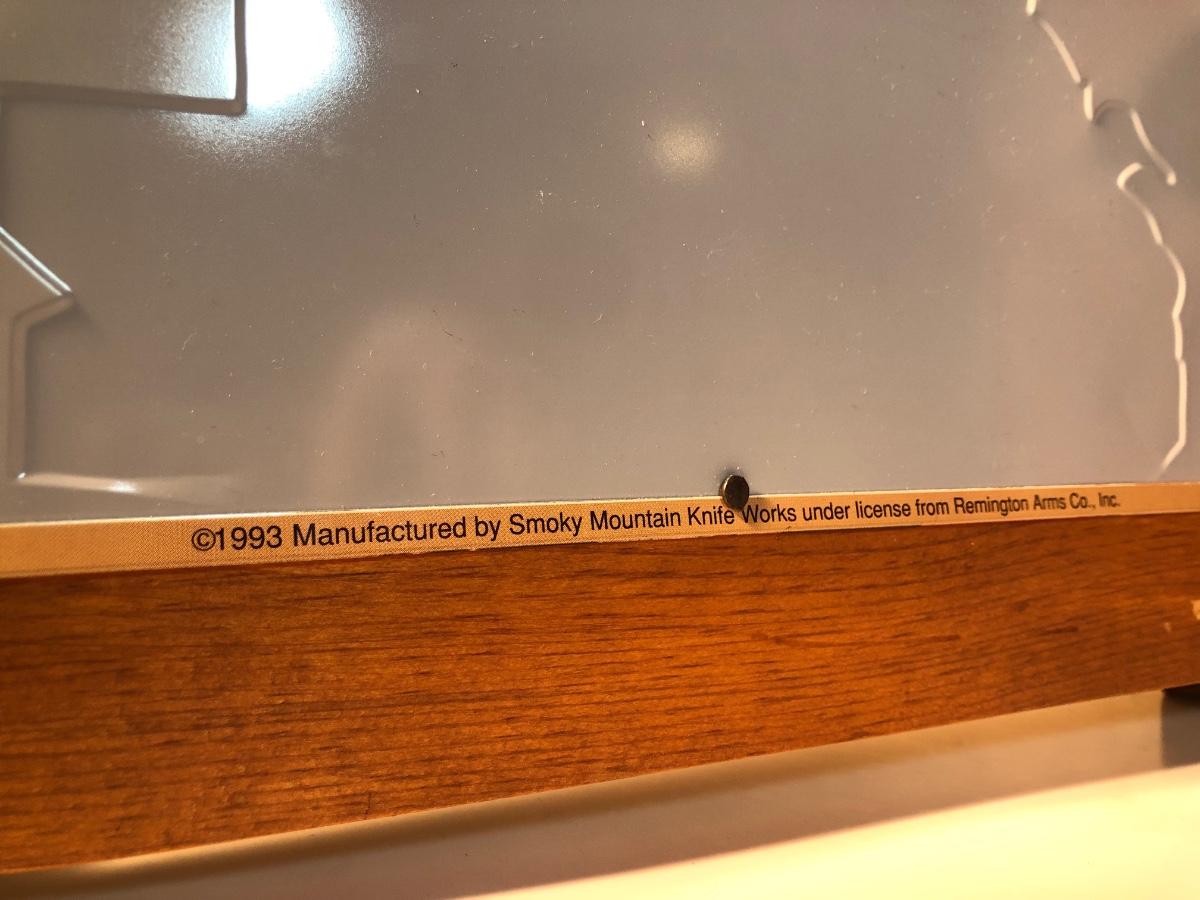 ©1993 Manufactured by Smoky Mountain Knife Works under license from Remington Arms Co., Inc.